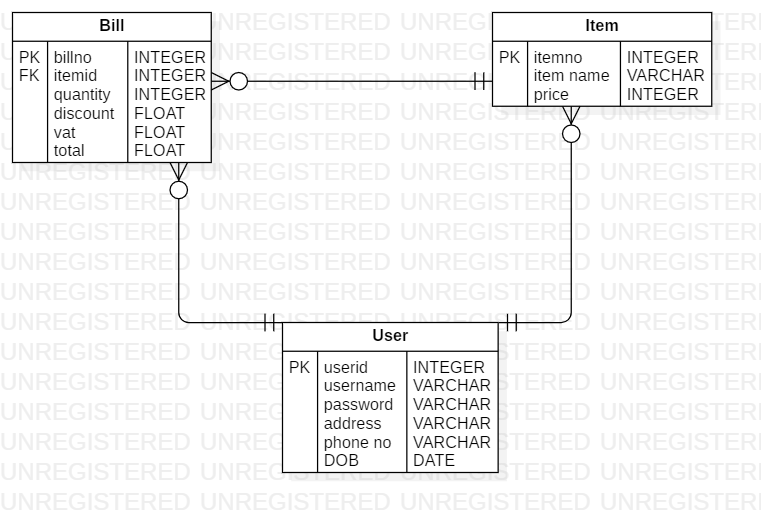 Bill
PK billno INTEGER
FK itemid INTEGER
quantity INTEGER
discount FLOAT
vat FLOAT
total FLOAT
Item
PK itemno INTEGER
item name VARCHAR
price INTEGER
User
PK userid INTEGER
username VARCHAR
password VARCHAR
address VARCHAR
phone no VARCHAR
DOB DATE
UNREGISTERED